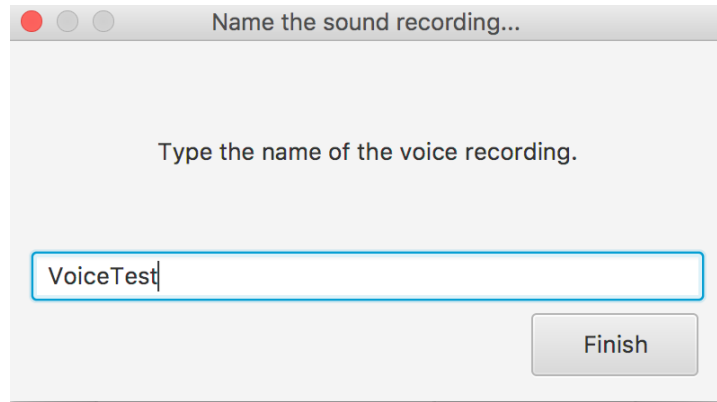 Name the sound recording...
Type the name of the voice recording.
VoiceTest
Finish